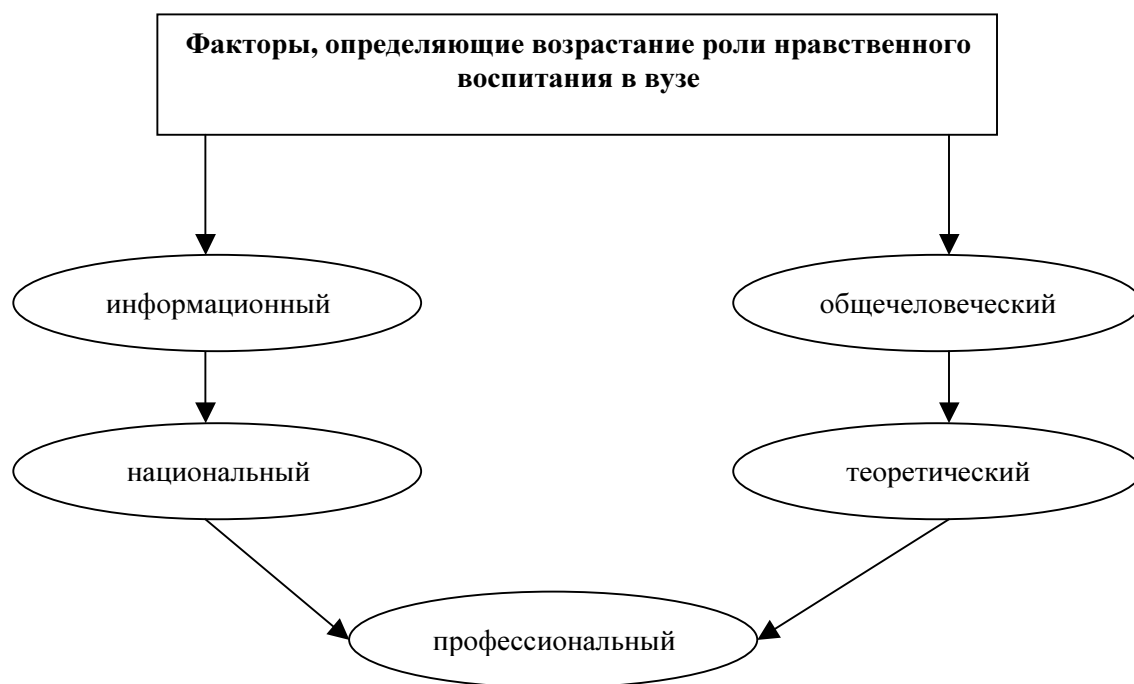 Факторы, определяющие возрастание роли нравственного
воспитания в вузе
информационный
общечеловеческий
национальный
теоретический
профессиональный